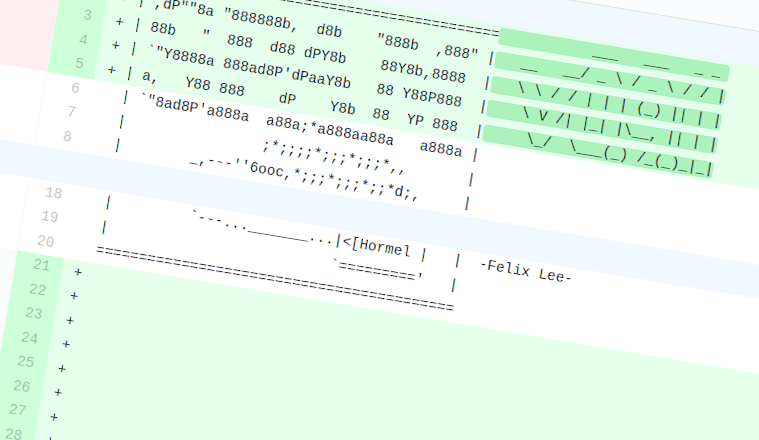 ===============================================
3 + | ,dP""8a "888888b,  d8b    "888b  ,888" |           ___   ___   _ _
4 + | 88b   "  888  d88 dPY8b    88Y8b,8888  |  __   __/ _ \ / _ \ / / |
5 + | `"Y8888a 888ad8P'dPaaY8b   88 Y88P888  |  \ \ / / | | | (_) || | |
6 + | a,   Y88 888    dP    Y8b  88  YP 888  |   \ V /| |_| |\__, || | |
7 | `"8ad8P'a888a  a88a;*a888aa88a   a888a |    \_/  \___(_) /_(_)_|_|
8 |                ;*;;;;*;;;*;;;*,,       |
|        _,---''6ooc,*;;;*;;;*;;*d;,     |
18 |         `---...________...|<[Hormel |   |  -Felix Lee-
19 |                          `=========' |
20 ===============================================
21 +
22 +
23 +
24 +
25 +
26 +
27 +
28 +